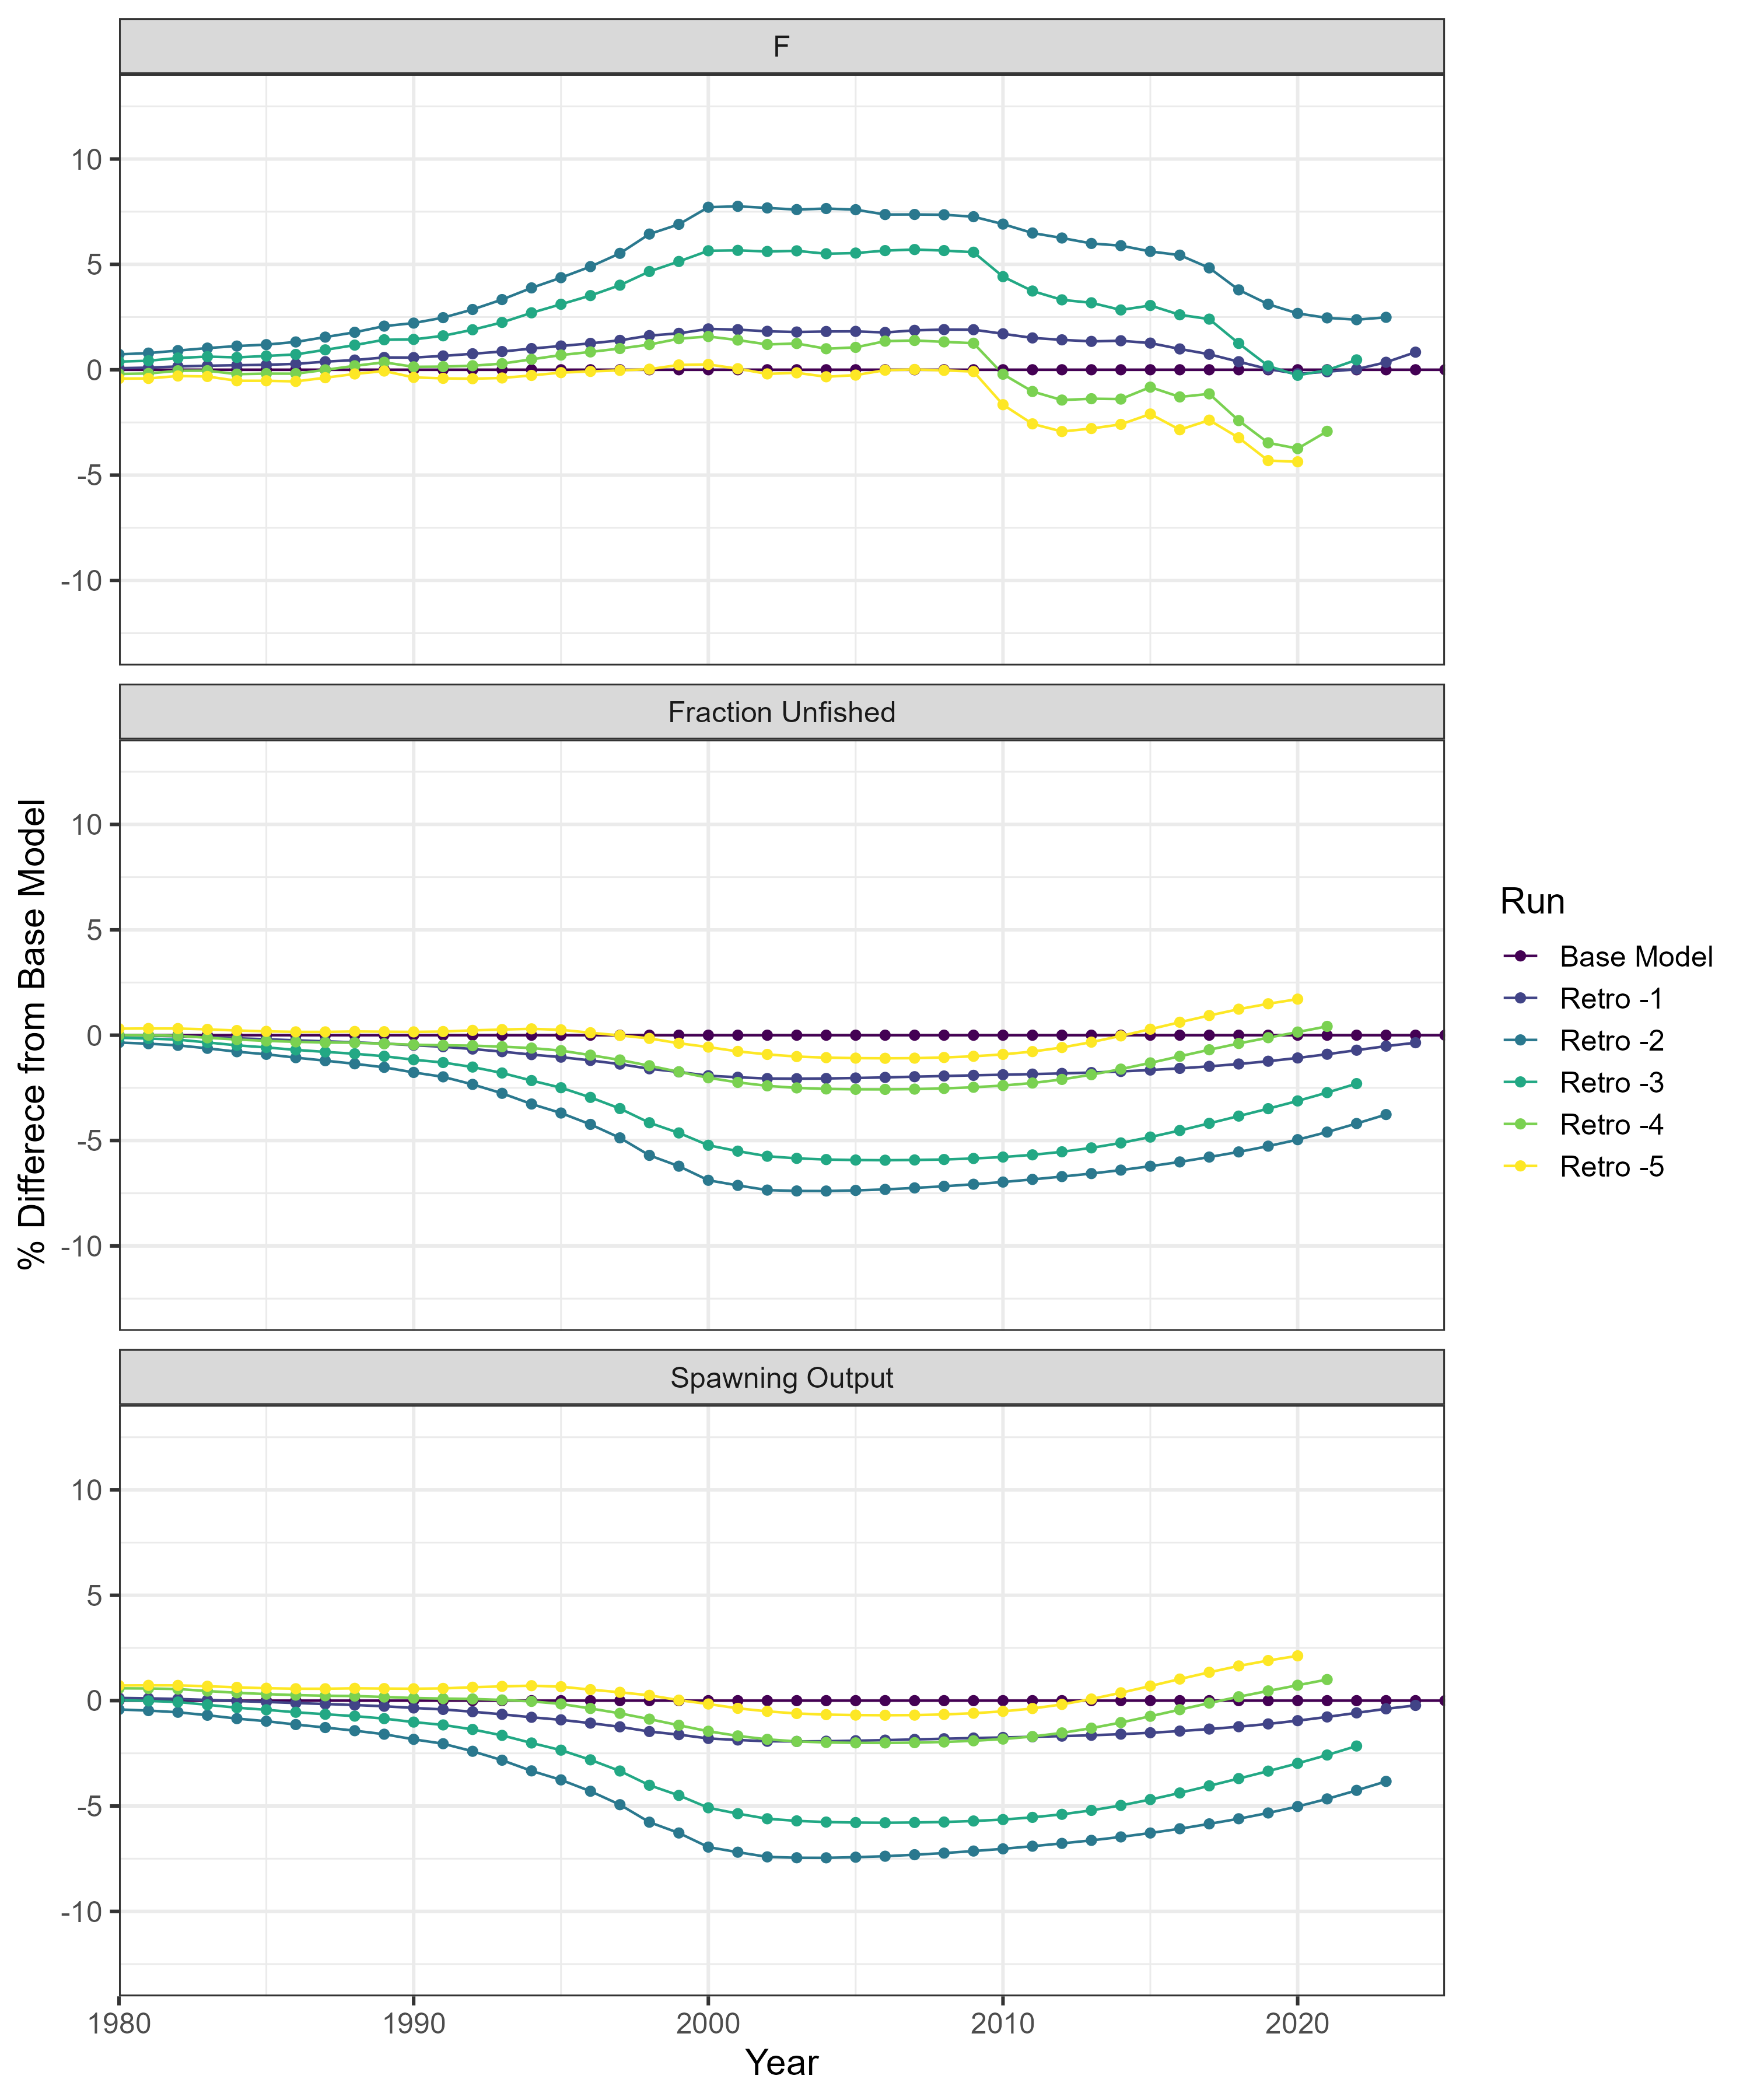 F
10
5
0
-5
-10
Fraction Unfished
10
5
0
-5
-10
Spawning Output
10
5
0
-5
-10
1980 1990 2000 2010 2020
Year
% Differece from Base Model
Run
Base Model
Retro -1
Retro -2
Retro -3
Retro -4
Retro -5